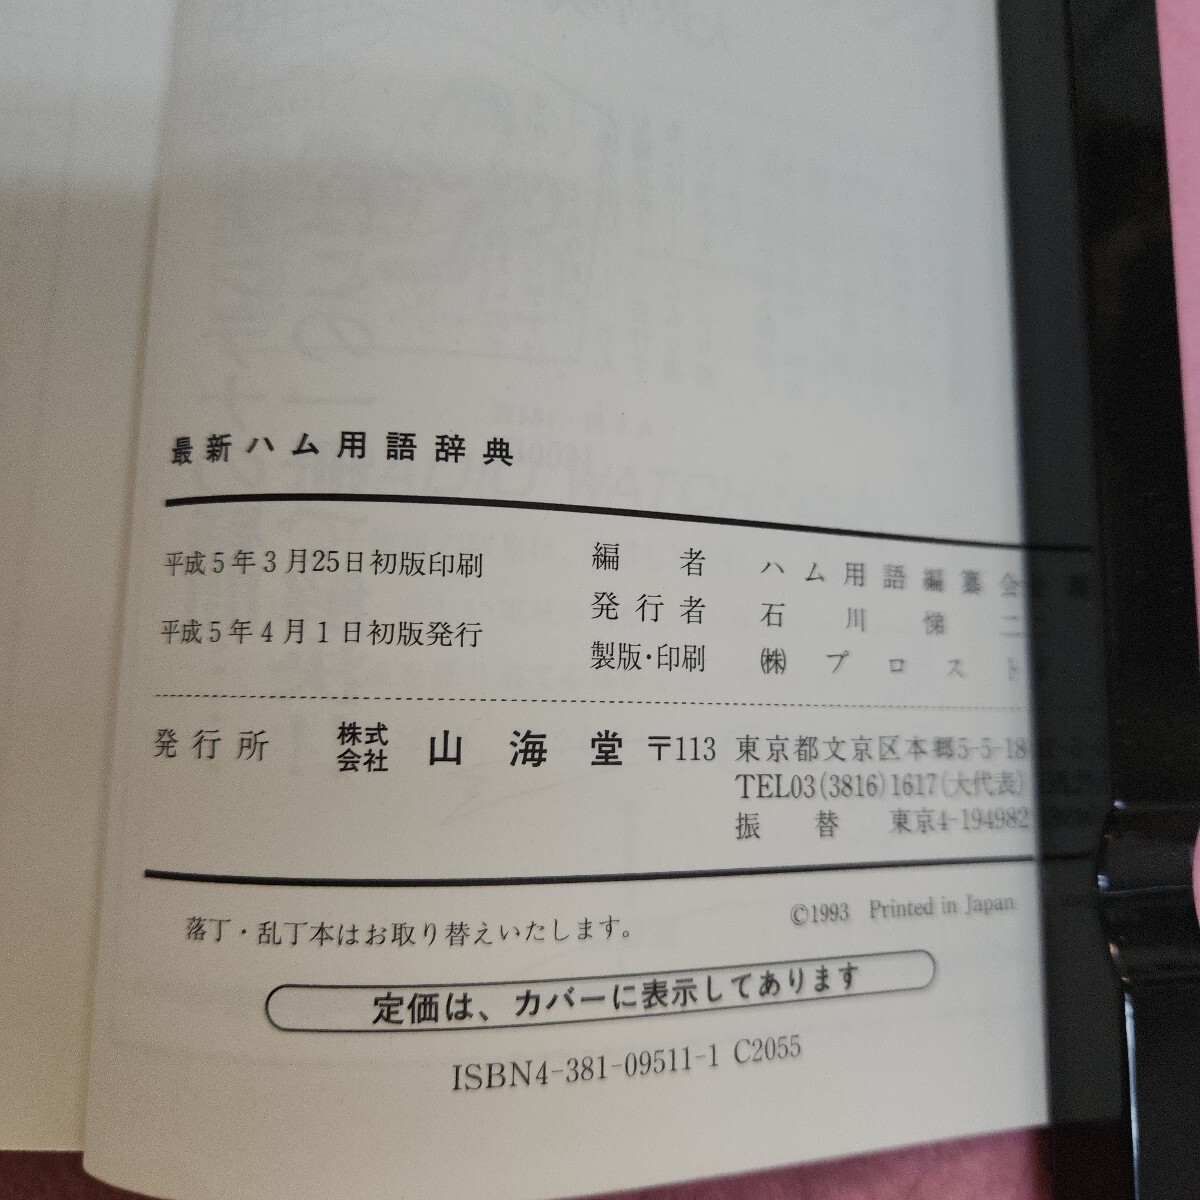 最新ハム用語辞典
平成5年3月25日初版印刷
平成5年4月1日初版発行
編者 ハム用語編纂会
発行者 石川悌二
製版・印刷 ㈱プロスト
発行所 株式会社 山海堂 〒113 東京都文京区本郷5-5-18
TEL03(3816)1617(大代表)
振替 東京4-194982
©1993 Printed in Japan
落丁・乱丁本はお取り替えいたします。
定価は、カバーに表示してあります
ISBN4-381-09511-1 C2055